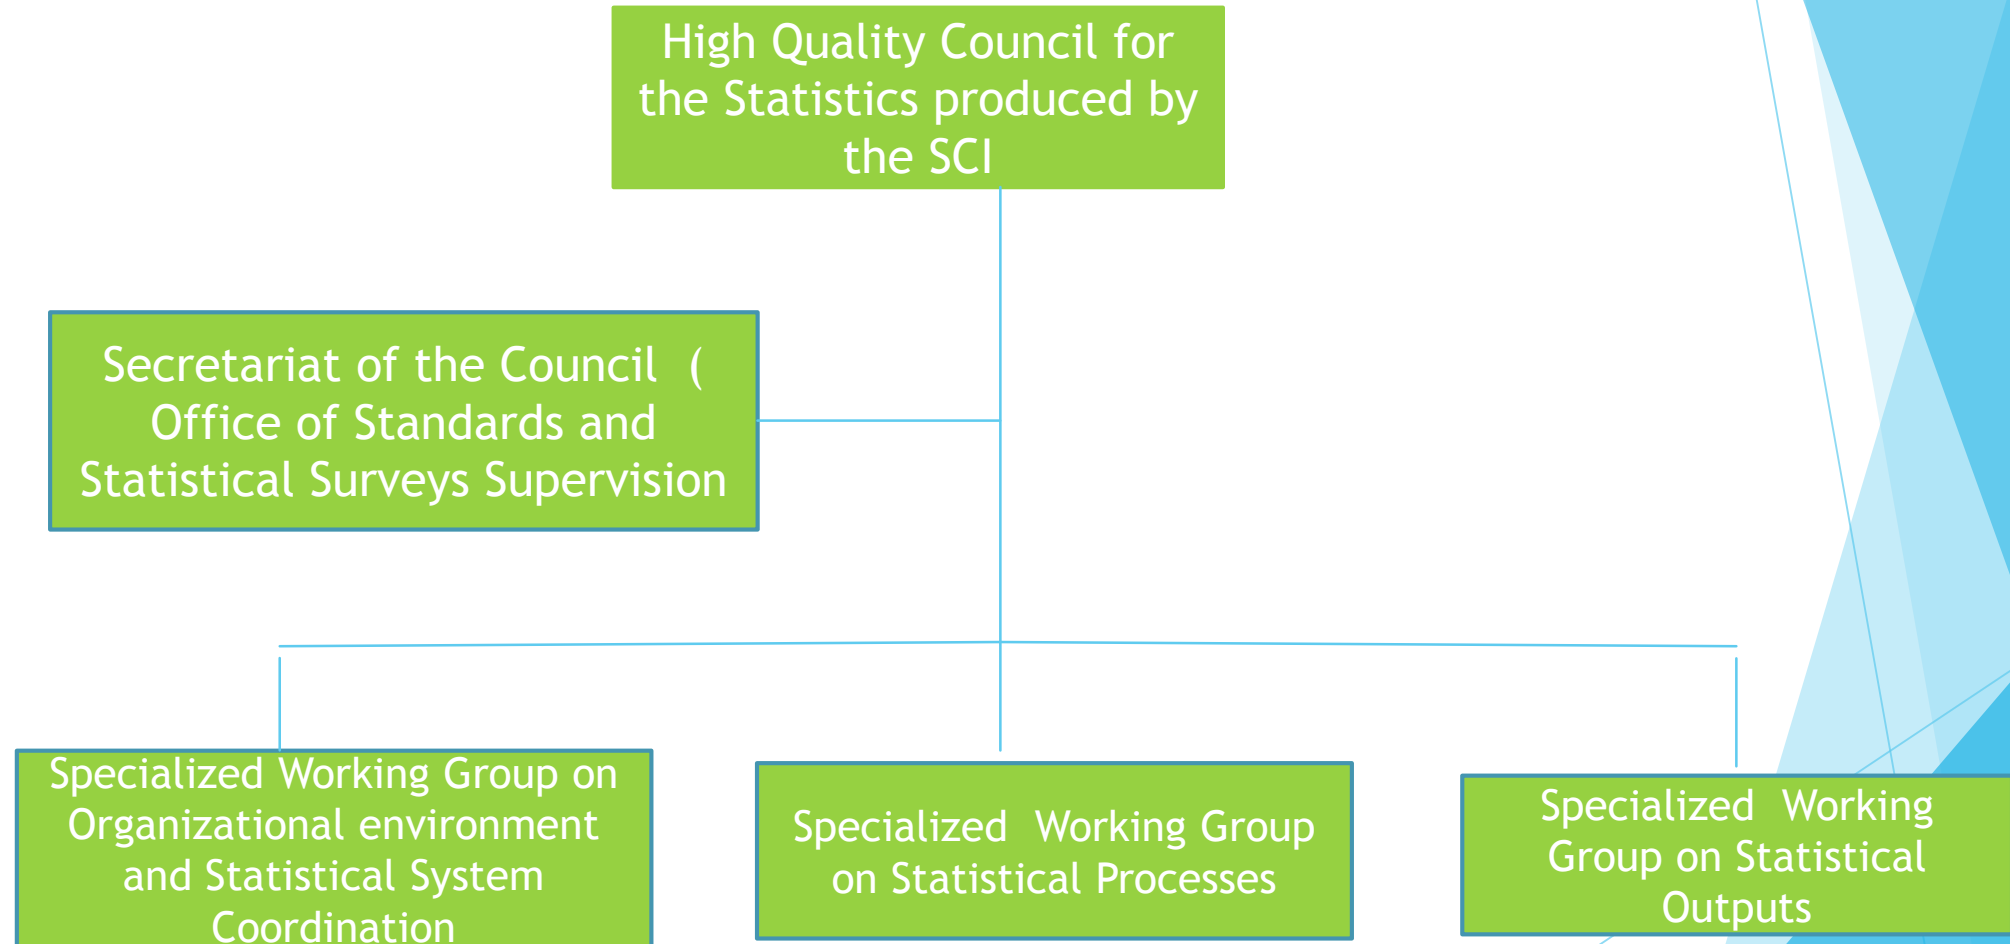 High Quality Council for
the Statistics produced by
the SCI
Secretariat of the Council (
Office of Standards and
Statistical Surveys Supervision
Specialized Working Group on
Organizational environment
and Statistical System
Coordination
Specialized Working Group
on Statistical Processes
Specialized Working
Group on Statistical
Outputs